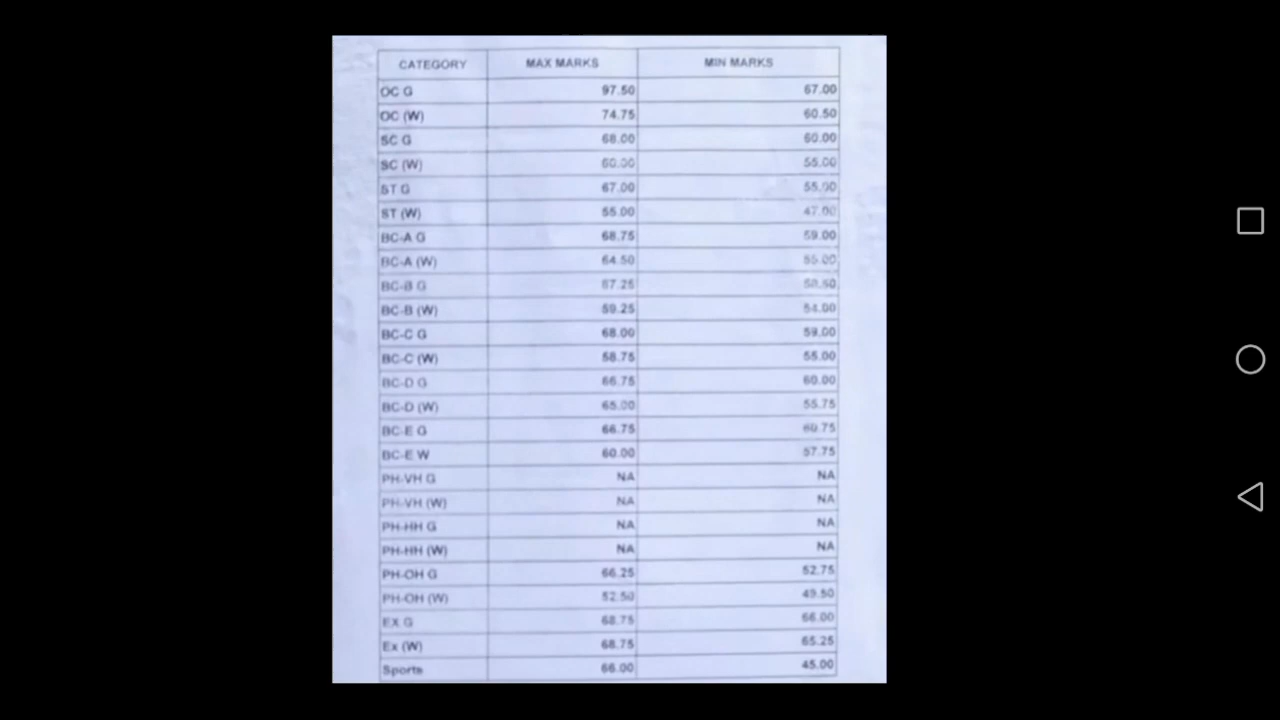 CATEGORY MAX MARKS MIN MARKS
OC G 97.50 67.00
OC (W) 74.75 60.50
SC G 68.00 60.00
SC (W) 60.00 55.00
ST G 67.00 55.00
ST (W) 55.00 47.00
BC-A G 68.75 59.00
BC-A (W) 64.50 55.00
BC-B G 67.25
BC-B (W) 59.25 54.00
BC-C G 68.00 59.00
BC-C (W) 58.75 55.00
BC-D G 66.75 60.00
BC-D (W) 65.00 55.75
BC-E G 66.75 60.75
BC-E W 60.00 57.75
PH-VH G NA NA
PH-VH (W) NA NA
PH-HH G NA NA
PH-HH (W) NA NA
PH-OH G 66.25 52.75
PH-OH (W) 52.50 49.50
EX G 68.75 66.00
Ex (W) 68.75 65.25
Sports 66.00 45.00